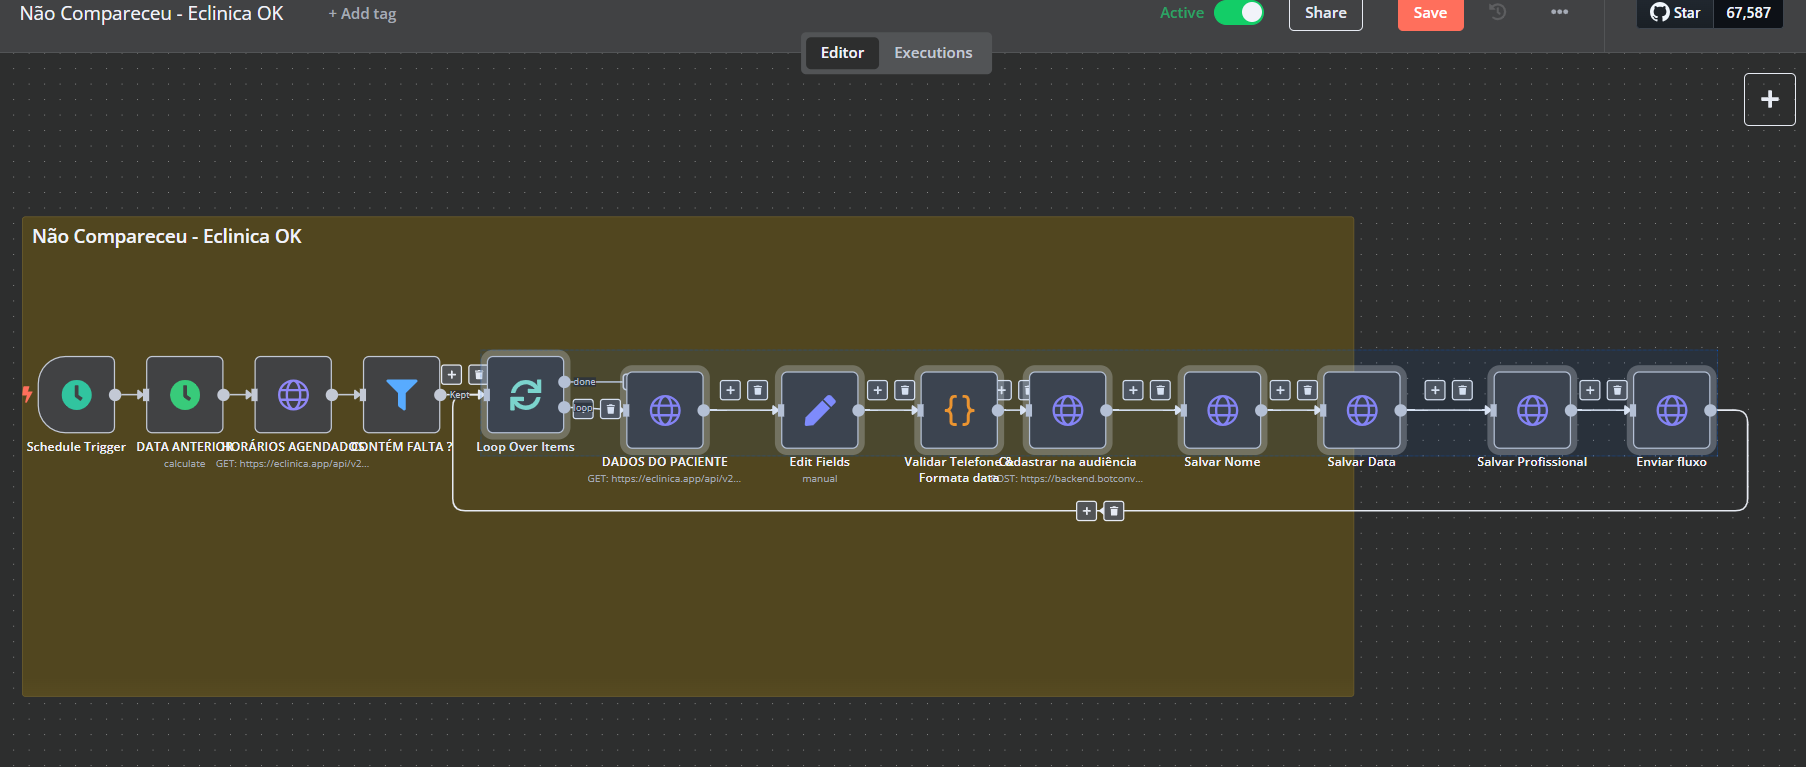 Não Compareceu - Eclinica OK
+ Add tag
Active
Share
Save
Star
67,587
Editor
Executions
Não Compareceu - Eclinica OK
Kept
done
loop
Schedule Trigger
DATA ANTERIOR
calculate
HORÁRIOS AGENDADOS
GET: https://eclinica.app/api/v2...
CONTÉM FALTA ?
Loop Over Items
DADOS DO PACIENTE
GET: https://eclinica.app/api/v2...
Edit Fields
manual
Validar Telefone &
Formata data
Cadastrar na audiência
POST: https://backend.botconv...
Salvar Nome
Salvar Data
Salvar Profissional
Enviar fluxo